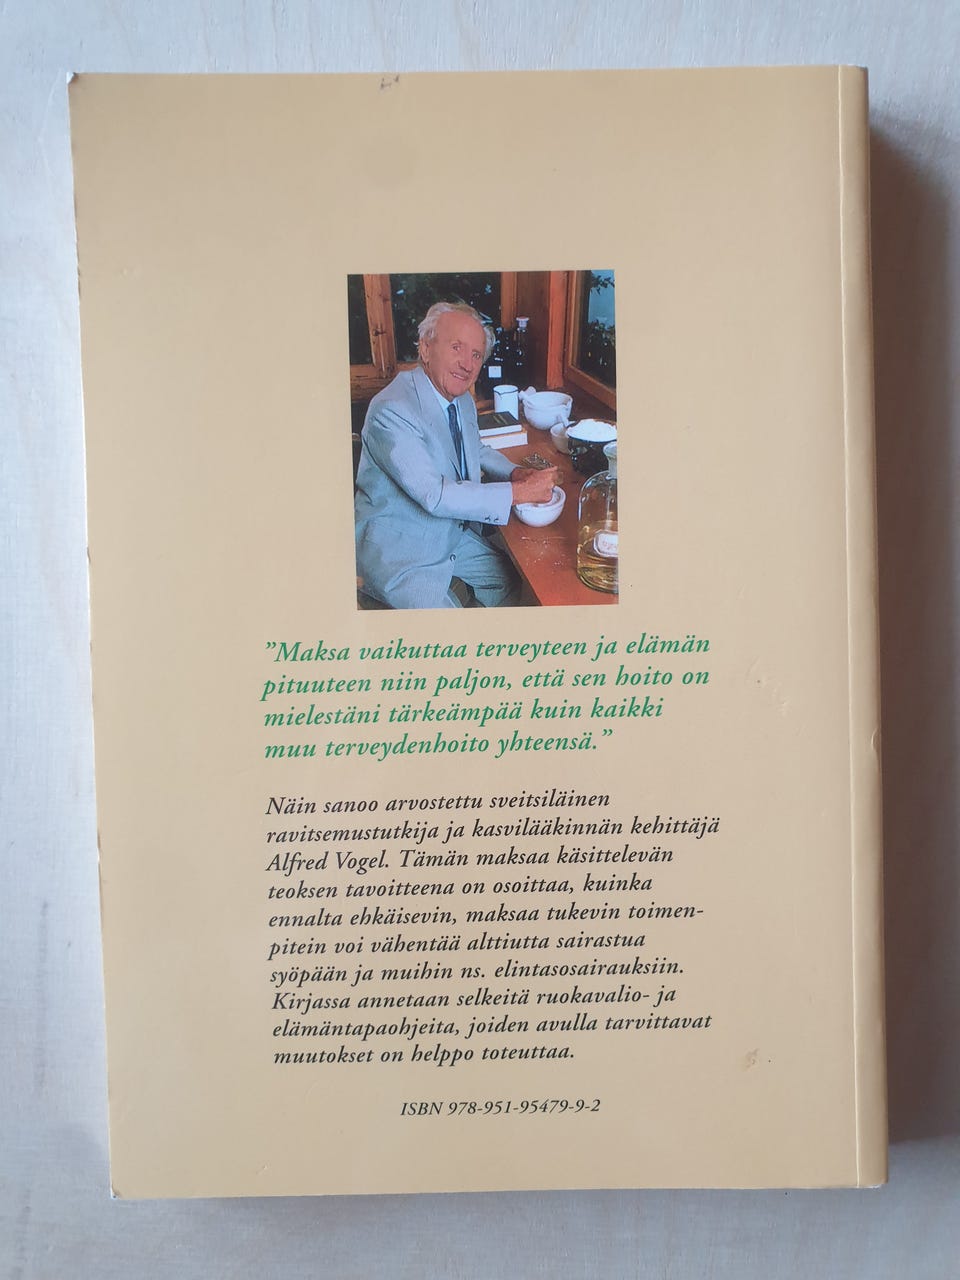 ”Maksa vaikuttaa terveyteen ja elämän
pituuteen niin paljon, että sen hoito on
mielestäni tärkeämpää kuin kaikki
muu terveydenhoito yhteensä.”
Näin sanoo arvostettu sveitsiläinen
ravitsemustutkija ja kasvilääkinnän kehittäjä
Alfred Vogel. Tämän maksaa käsittelevän
teoksen tavoitteena on osoittaa, kuinka
ennalta ehkäisevin, maksaa tukevin toimen-
pitein voi vähentää alttiutta sairastua
syöpään ja muihin ns. elintasosairauksiin.
Kirjassa annetaan selkeitä ruokavalio- ja
elämäntapaohjeita, joiden avulla tarvittavat
muutokset on helppo toteuttaa.
ISBN 978-951-95479-9-2